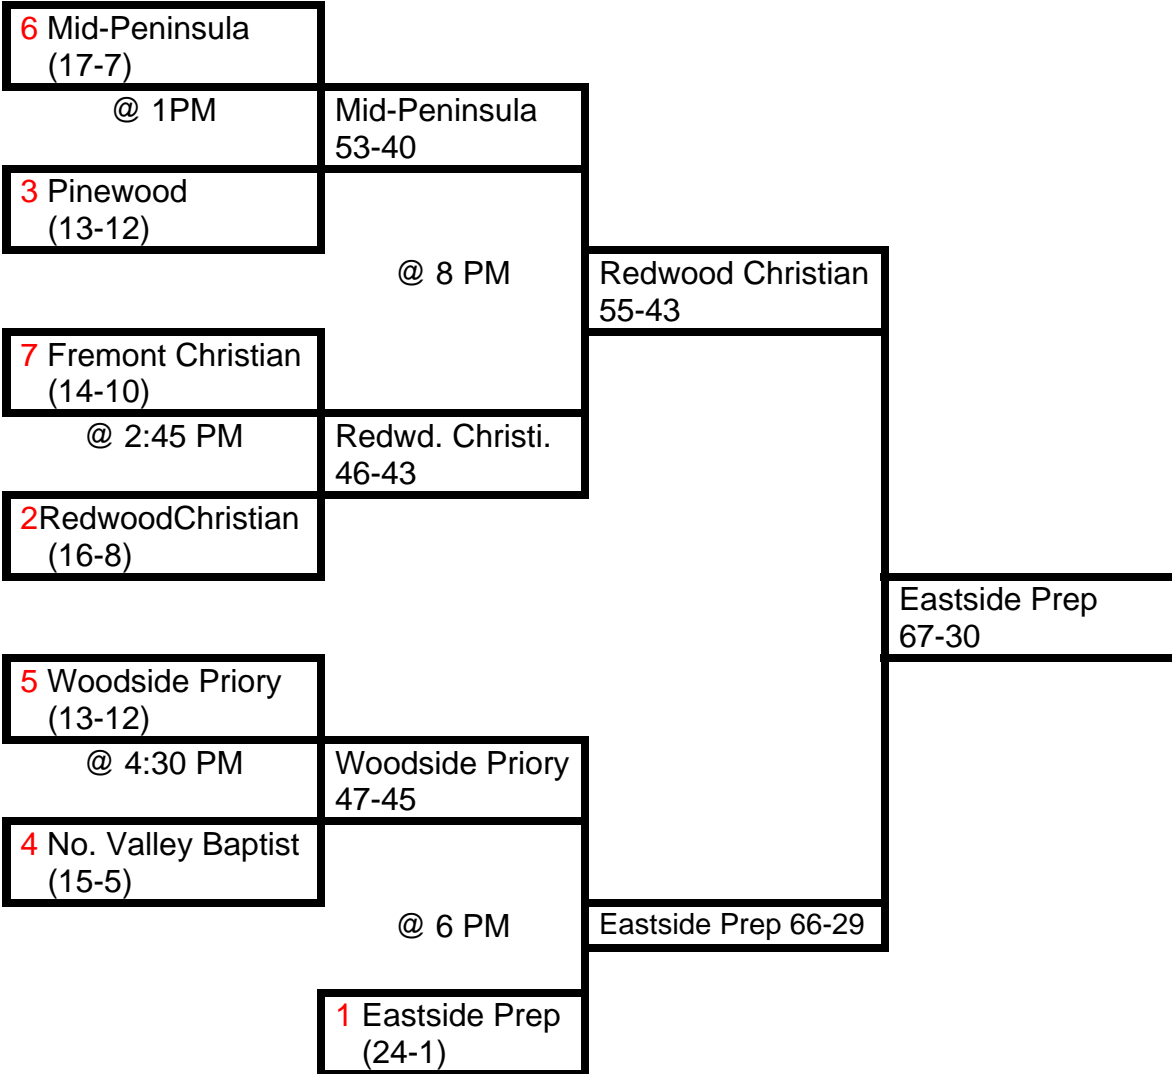 6 Mid-Peninsula
(17-7)
@ 1PM
Mid-Peninsula
53-40
3 Pinewood
(13-12)
@ 8 PM
Redwood Christian
55-43
7 Fremont Christian
(14-10)
@ 2:45 PM
Redwd. Christi.
46-43
2RedwoodChristian
(16-8)
Eastside Prep
67-30
5 Woodside Priory
(13-12)
@ 4:30 PM
Woodside Priory
47-45
4 No. Valley Baptist
(15-5)
@ 6 PM
Eastside Prep 66-29
1 Eastside Prep
(24-1)